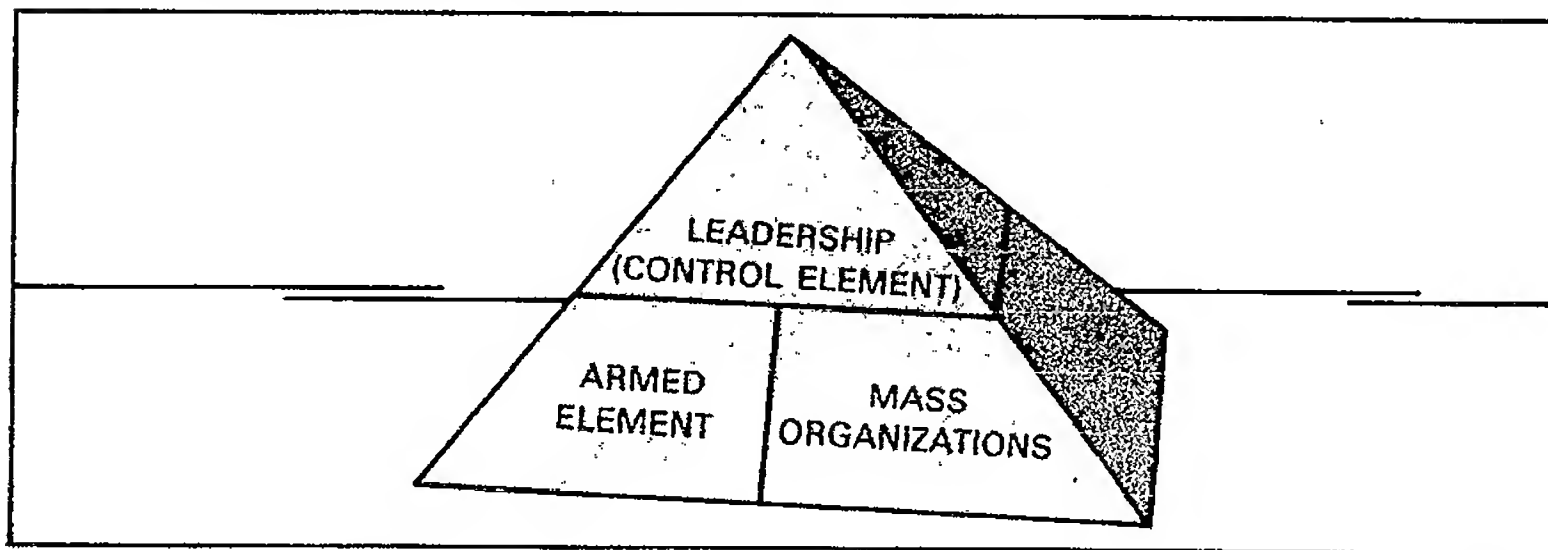 LEADERSHIP
(CONTROL ELEMENT)
ARMED
ELEMENT
MASS
ORGANIZATIONS